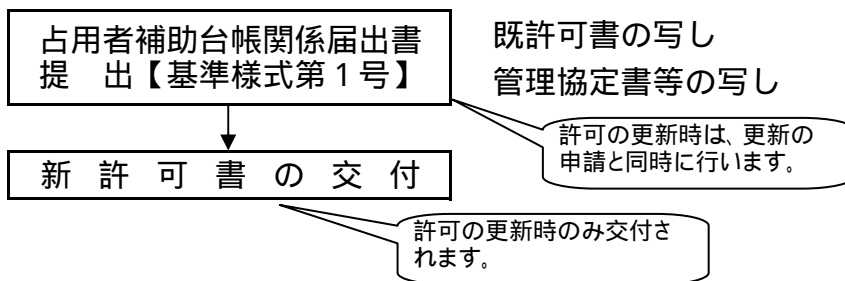 占用者補助台帳関係届出書
提　出【基準様式第１号】
既許可書の写し
管理協定書等の写し
許可の更新時は、更新の
申請と同時に行います。
新　許　可　書　の　交　付
許可の更新時のみ交付さ
れます。